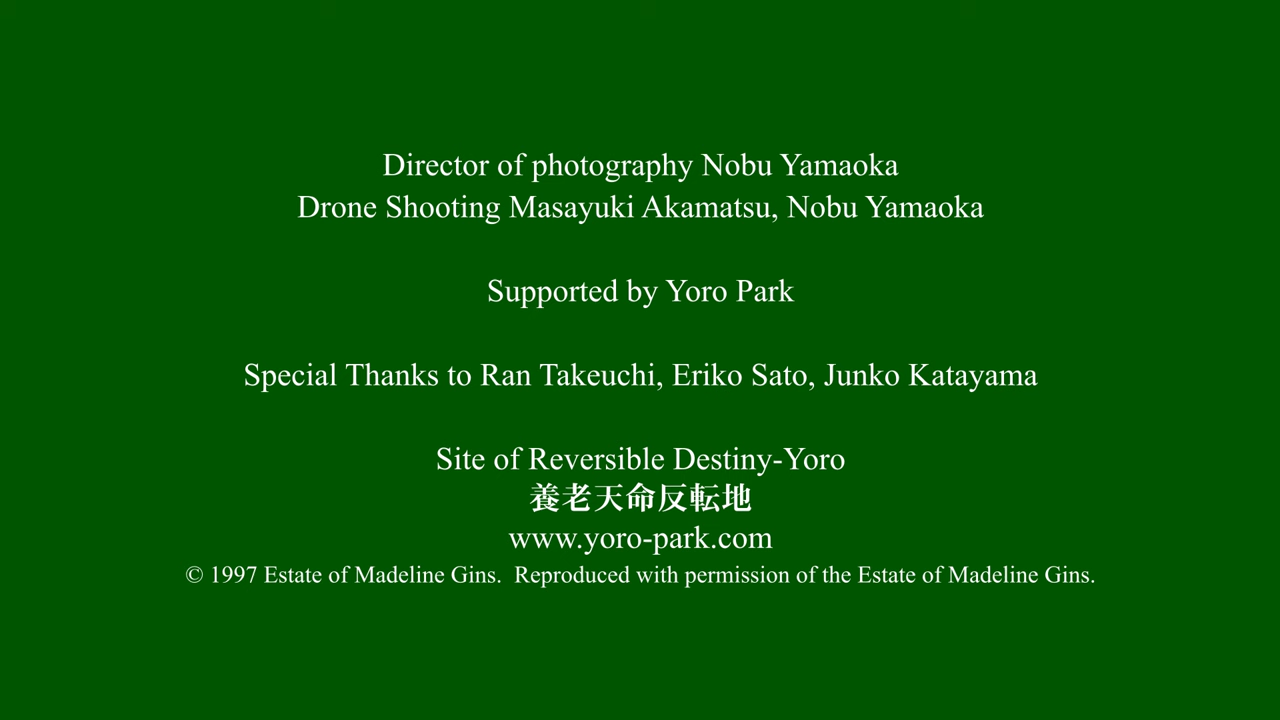 Director of photography Nobu Yamaoka
Drone Shooting Masayuki Akamatsu, Nobu Yamaoka
Supported by Yoro Park
Special Thanks to Ran Takeuchi, Eriko Sato, Junko Katayama
Site of Reversible Destiny-Yoro
養老天命反転地
www.yoro-park.com
© 1997 Estate of Madeline Gins.  Reproduced with permission of the Estate of Madeline Gins.